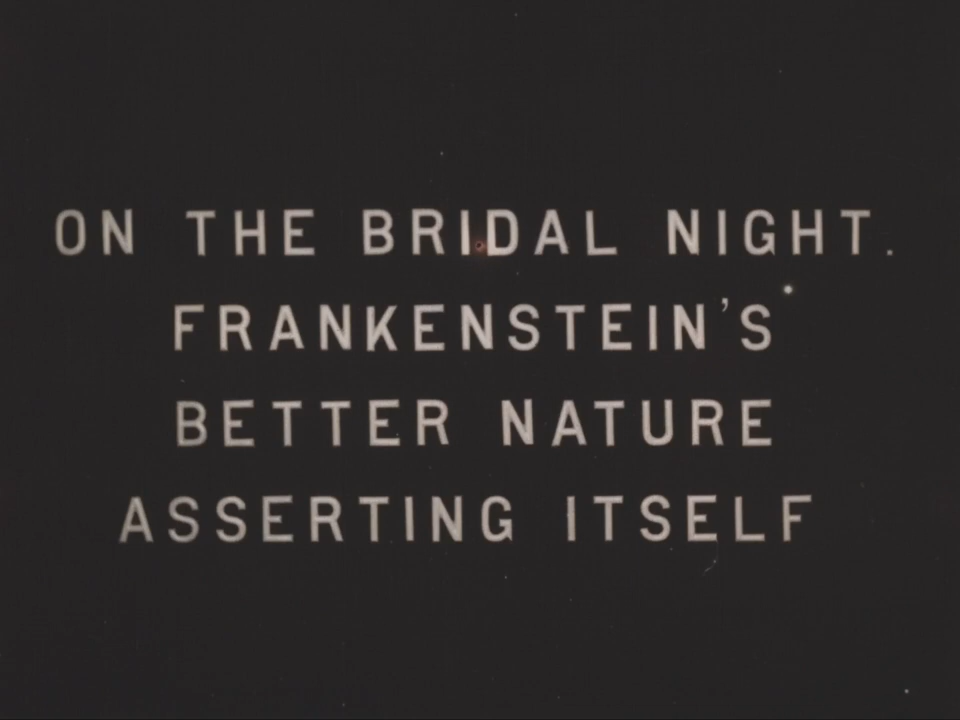 ON THE BRIDAL NIGHT.
FRANKENSTEIN'S
BETTER NATURE
ASSERTING ITSELF